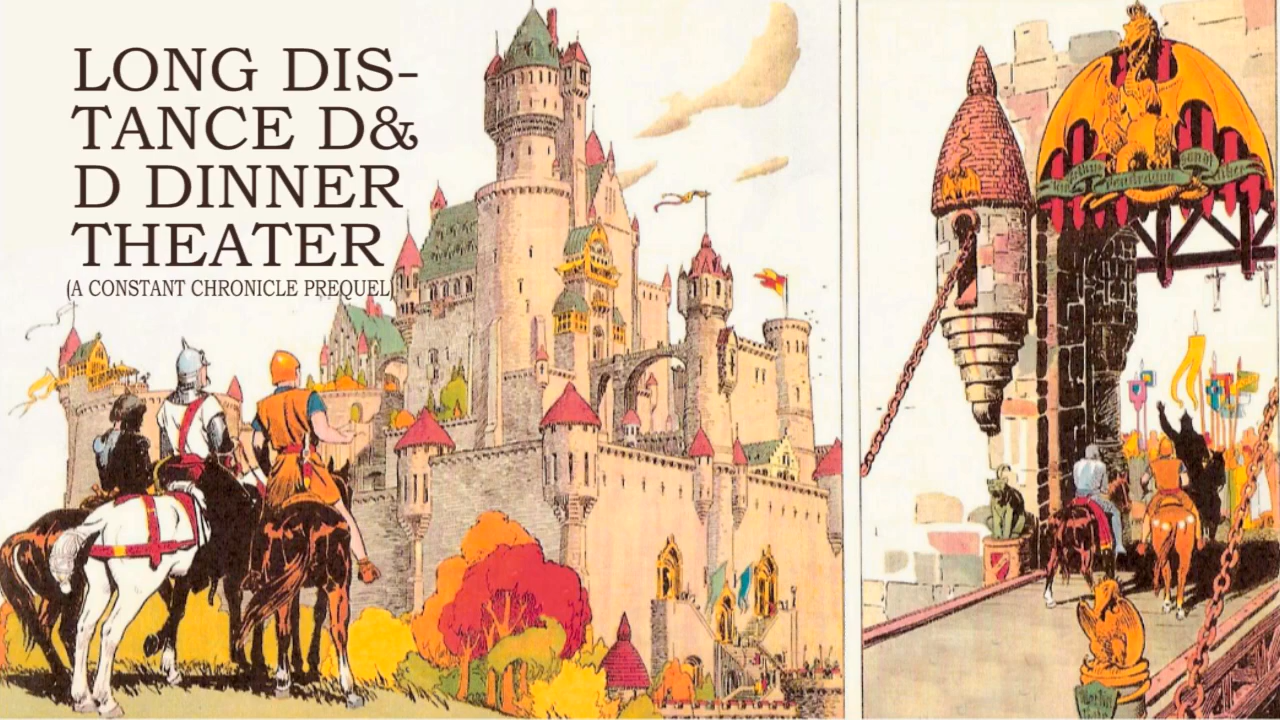 LONG DIS-
TANCE D&
D DINNER
THEATER
(A CONSTANT CHRONICLE PREQUEL)